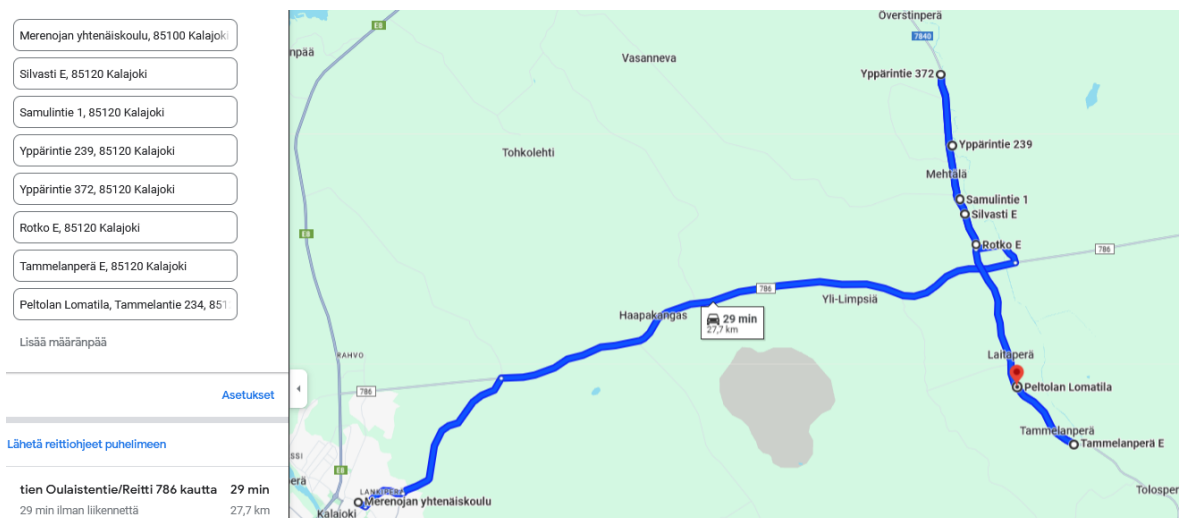 Merenojan yhtenäiskoulu, 85100 Kalajoki
Silvasti E, 85120 Kalajoki
Samulintie 1, 85120 Kalajoki
Yppärintie 239, 85120 Kalajoki
Yppärintie 372, 85120 Kalajoki
Rotko E, 85120 Kalajoki
Tammelanperä E, 85120 Kalajoki
Peltolan Lomatila, Tammelantie 234, 851
Lisää määränpää
Asetukset
Lähetä reittiohjeet puhelimeen
tien Oulaistentie/Reitti 786 kautta 29 min
29 min ilman liikennettä 27,7 km
Överstinperä
E8
7840
npää
Vasanneva
Yppärintie 372
Tohkolehti
Yppärintie 239
Mehtälä
Samulintie 1
Silvasti E
E8
Rotko E
786
786
Yli-Limpsiä
Haapakangas
29 min
27,7 km
RAHVO
Laitaperä
786
Peltolan Lomatila
Tammelanperä
Tammelanperä E
SSI
E8
perä
Tolosper
Merenojan yhtenäiskoulu
Kalajoki